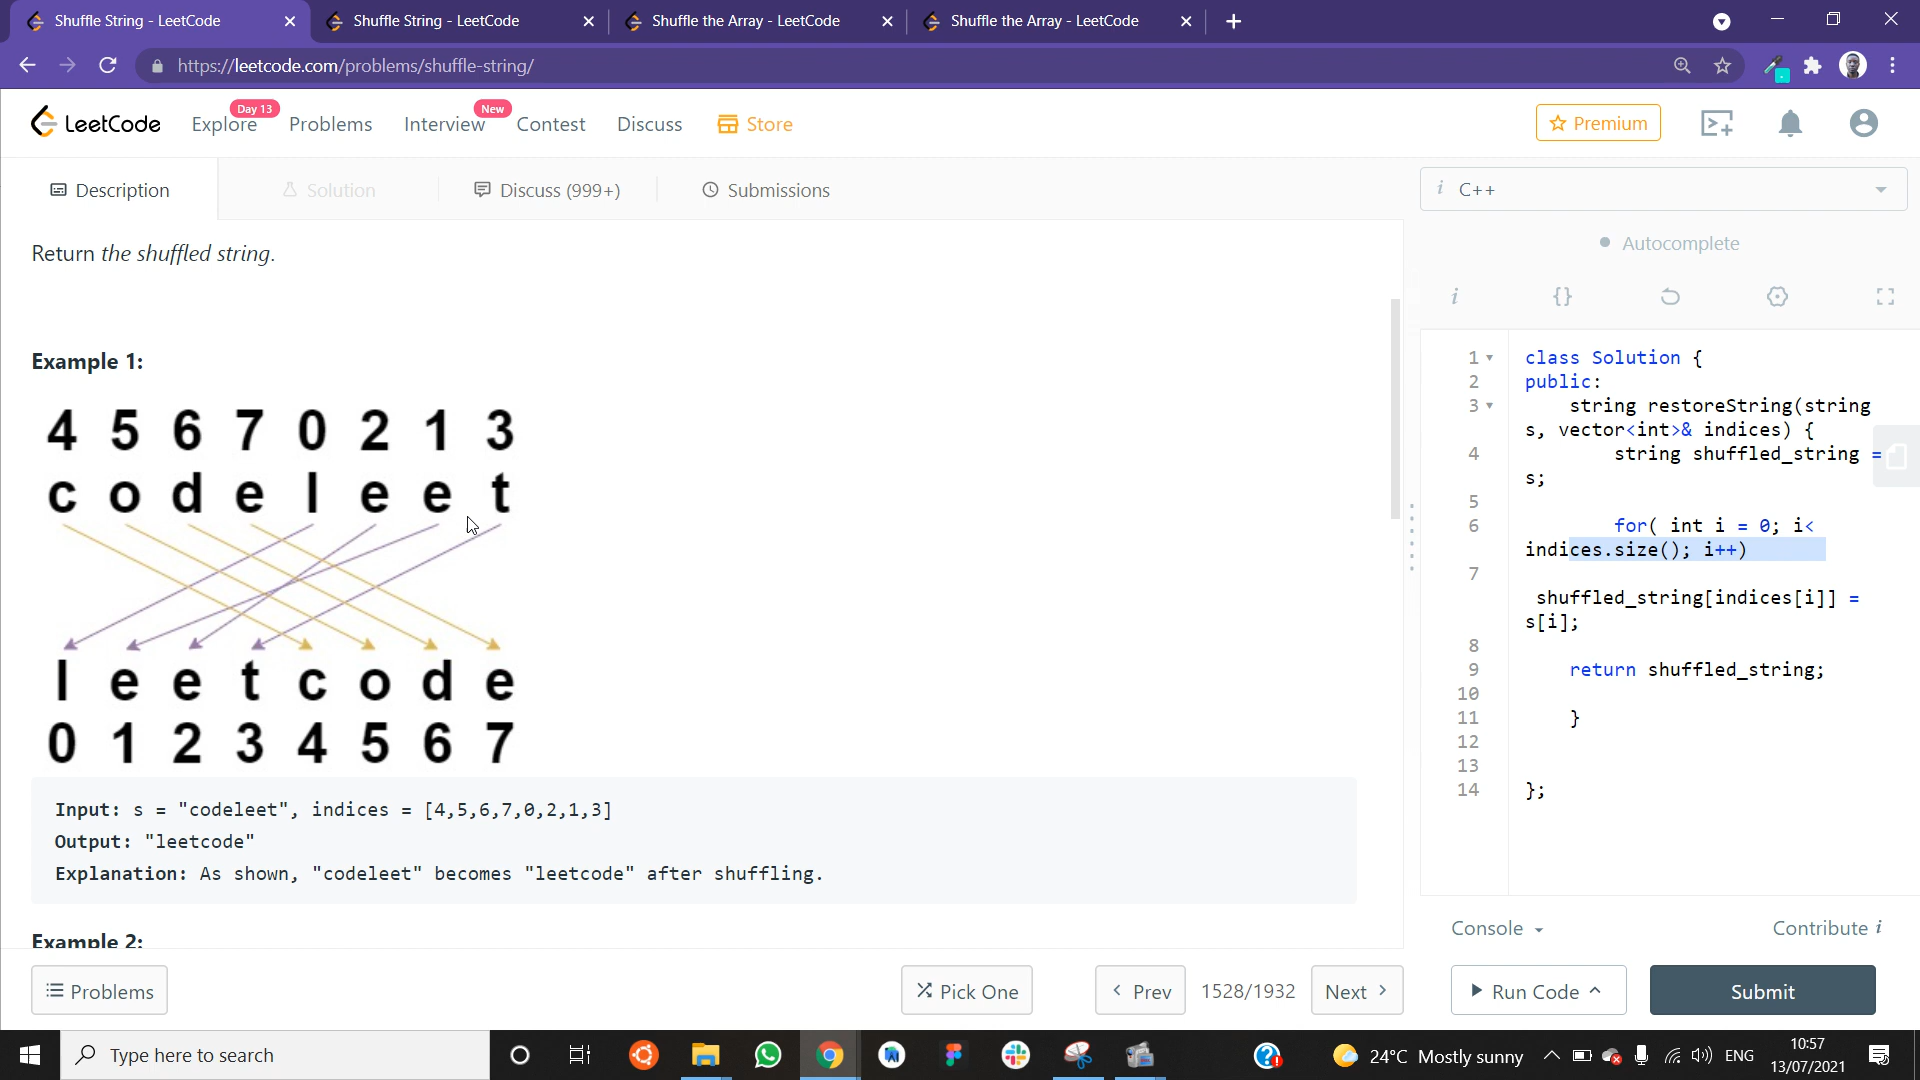 Shuffle String - LeetCode
Shuffle String - LeetCode
Shuffle the Array - LeetCode
Shuffle the Array - LeetCode
https://leetcode.com/problems/shuffle-string/
LeetCode
Explore
Day 13
Problems
Interview
New
Contest
Discuss
Store
Premium
Description
Solution
Discuss (999+)
Submissions
i C++
Autocomplete
i {}
Return the shuffled string.
Example 1:
4 5 6 7 0 2 1 3
c o d e l e e t
l e e t c o d e
0 1 2 3 4 5 6 7
Input: s = "codeleet", indices = [4,5,6,7,0,2,1,3]
Output: "leetcode"
Explanation: As shown, "codeleet" becomes "leetcode" after shuffling.
Example 2:
1 class Solution {
2 public:
3 string restoreString(string
s, vector<int>& indices) {
4 string shuffled_string =
s;
5
6 for( int i = 0; i<
indices.size(); i++)
7
shuffled_string[indices[i]] =
s[i];
8
9 return shuffled_string;
10
11 }
12
13
14 };
Console
Contribute i
Problems
Pick One
Prev
1528/1932
Next
Run Code
Submit
Type here to search
24°C Mostly sunny
ENG
10:57
13/07/2021